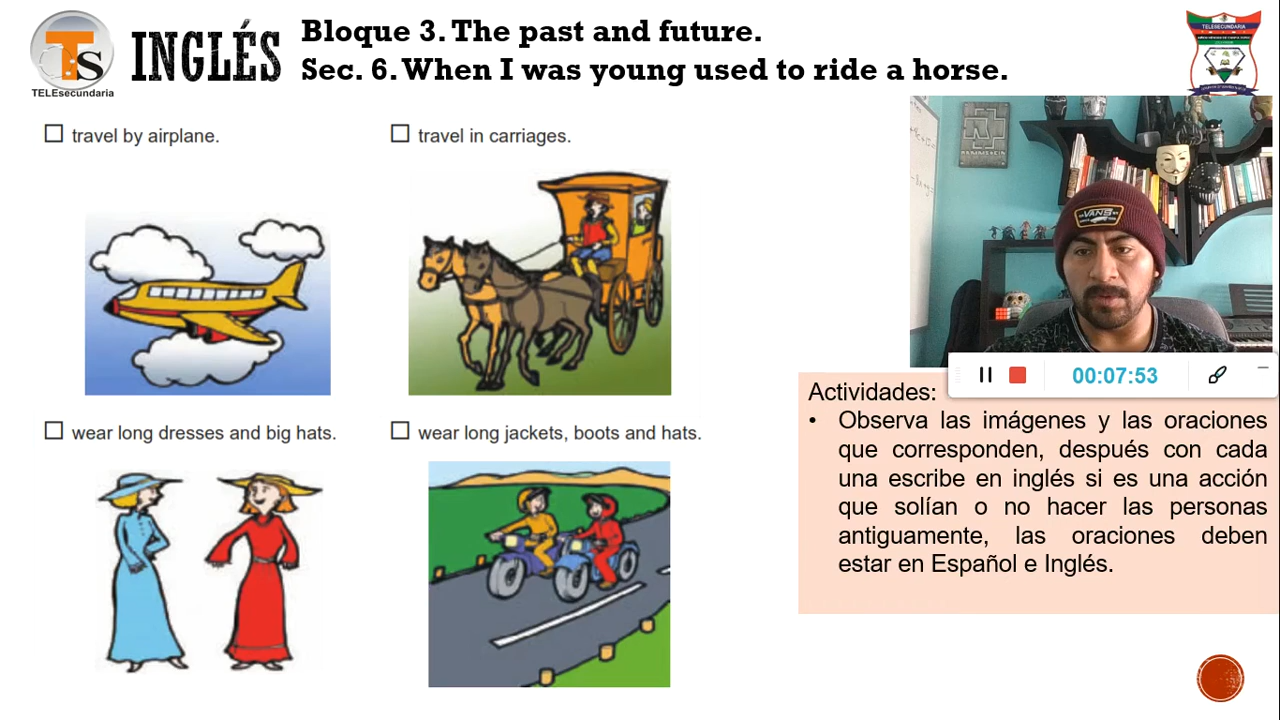 TS
TELEsecundaria
INGLÉS
Bloque 3. The past and future.
Sec. 6. When I was young used to ride a horse.
TELESECUNDARIA
travel by airplane.
travel in carriages.
wear long dresses and big hats.
wear long jackets, boots and hats.
RAMMSTEIN
VANS
00:07:53
Actividades:
• Observa las imágenes y las oraciones
que corresponden, después con cada
una escribe en inglés si es una acción
que solían o no hacer las personas
antiguamente, las oraciones deben
estar en Español e Inglés.